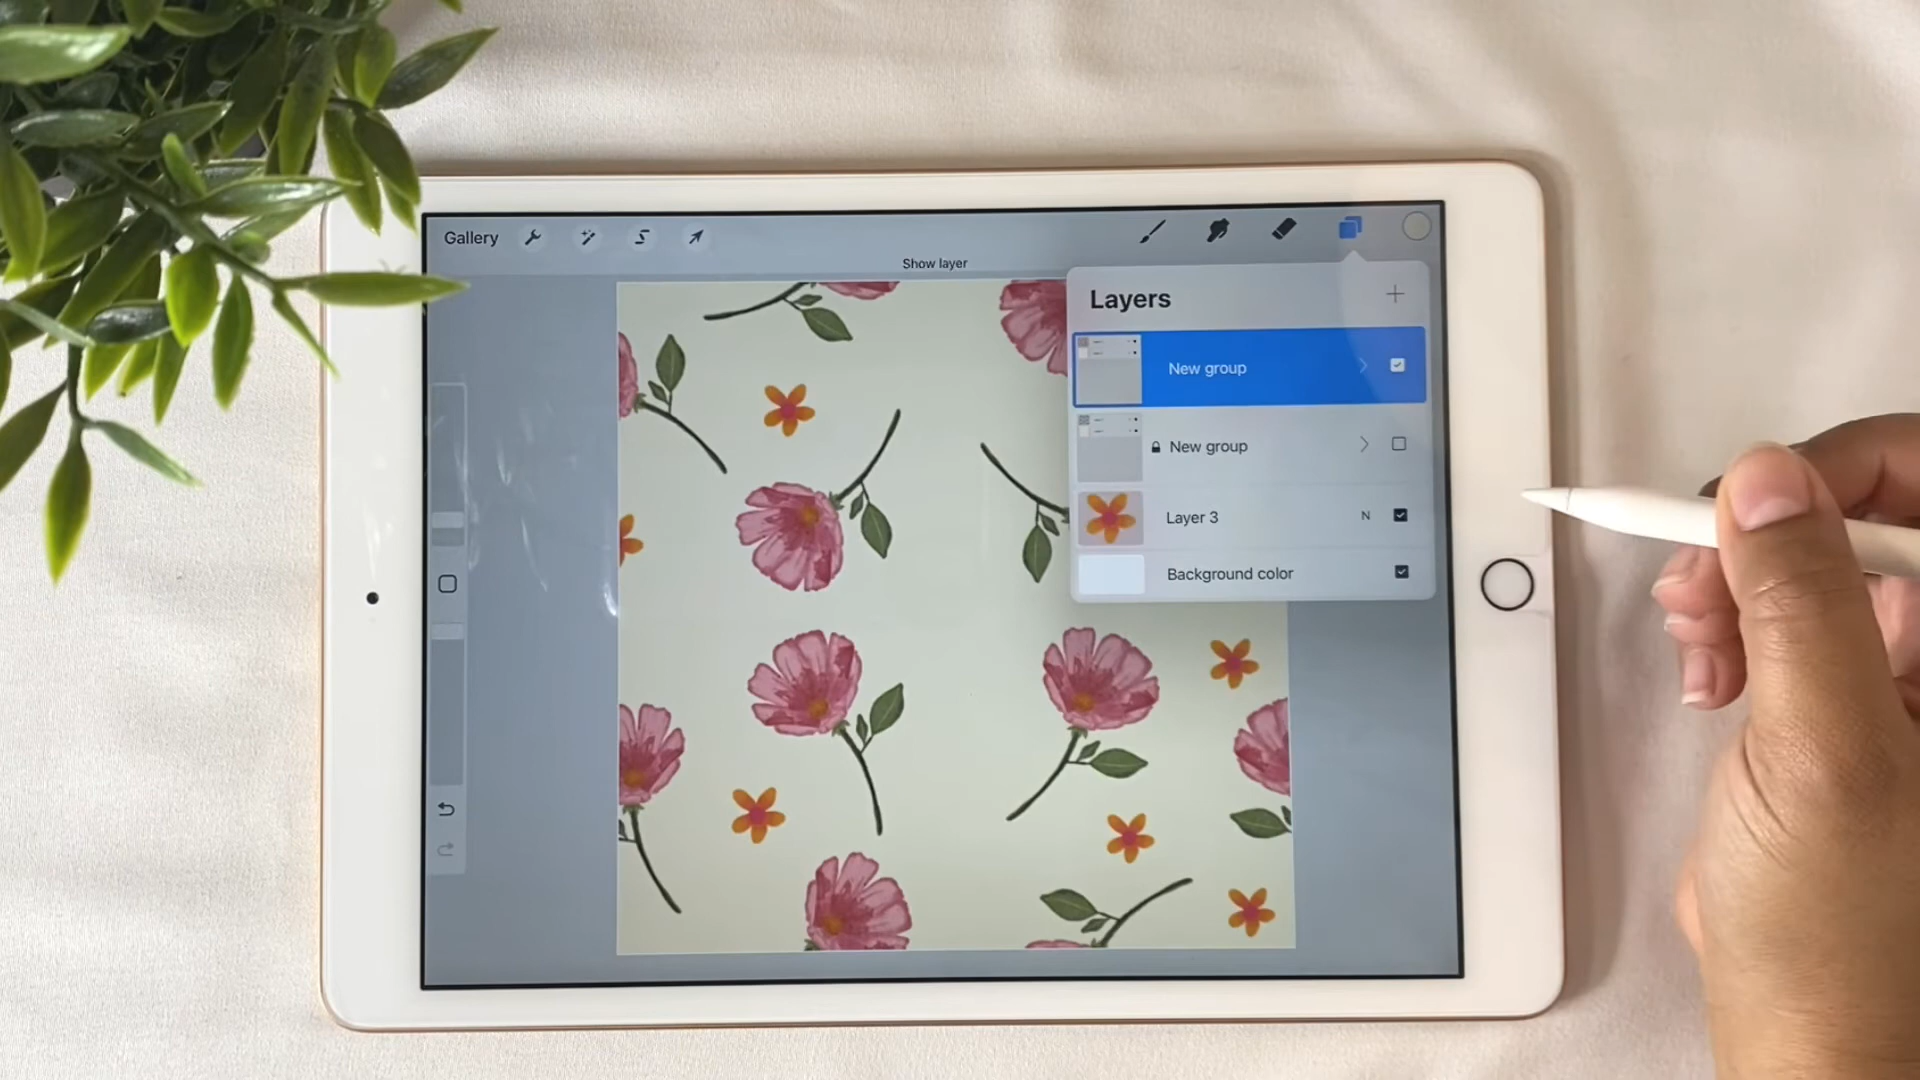 Gallery
Show layer
Layers
New group
New group
Layer 3 N
Background color